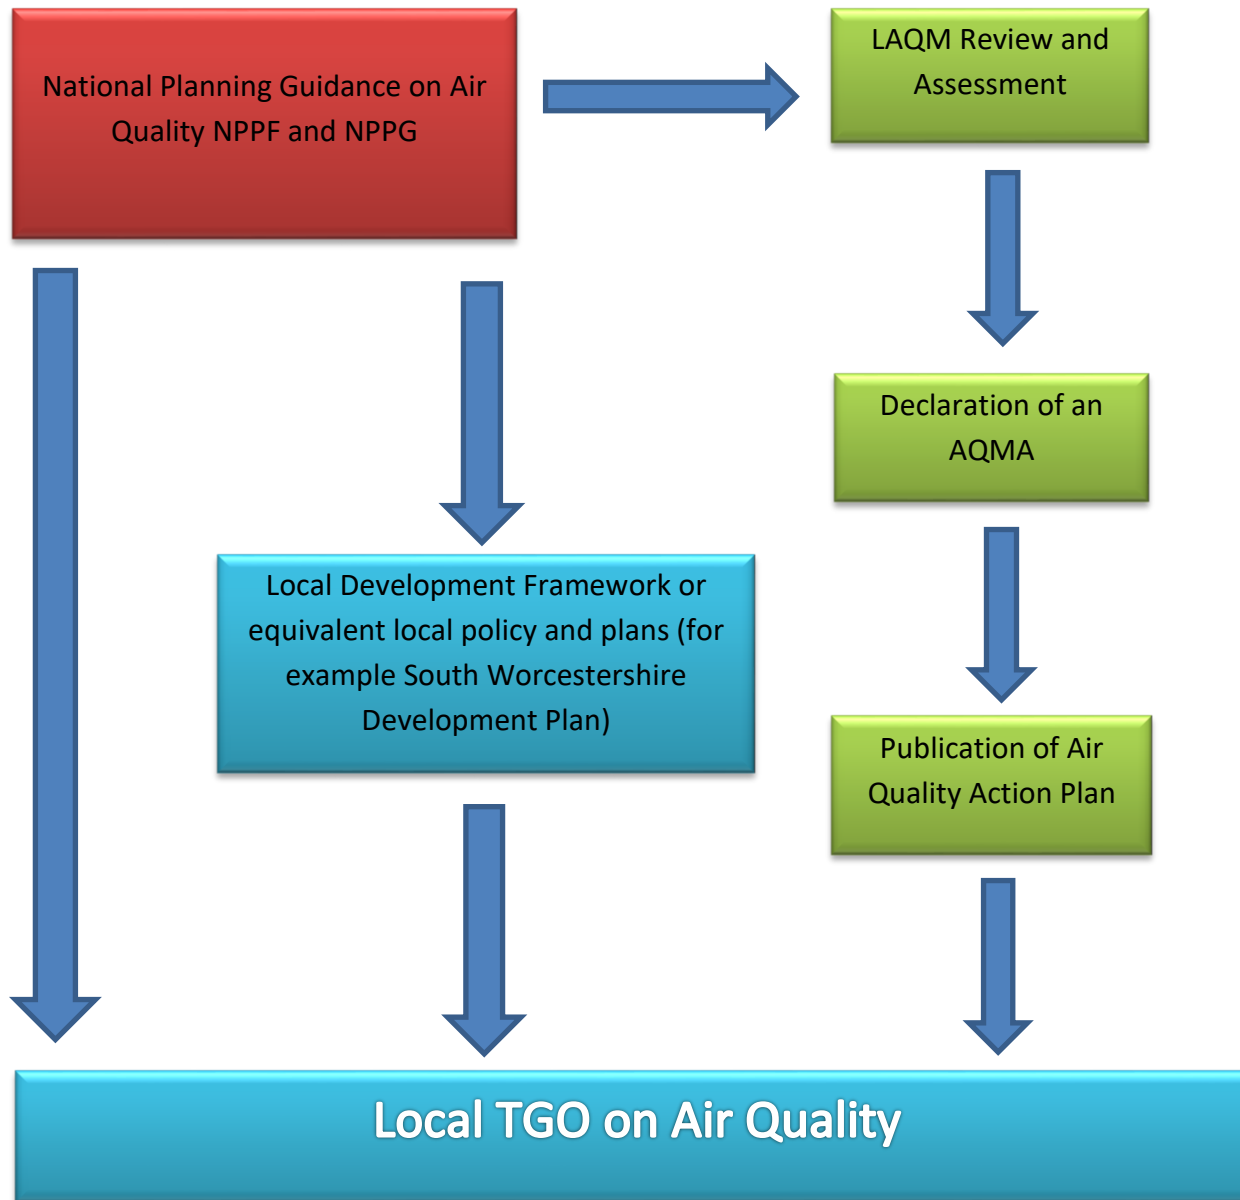 National Planning Guidance on Air
Quality NPPF and NPPG
LAQM Review and
Assessment
Declaration of an
AQMA
Local Development Framework or
equivalent local policy and plans (for
example South Worcestershire
Development Plan)
Publication of Air
Quality Action Plan
Local TGO on Air Quality